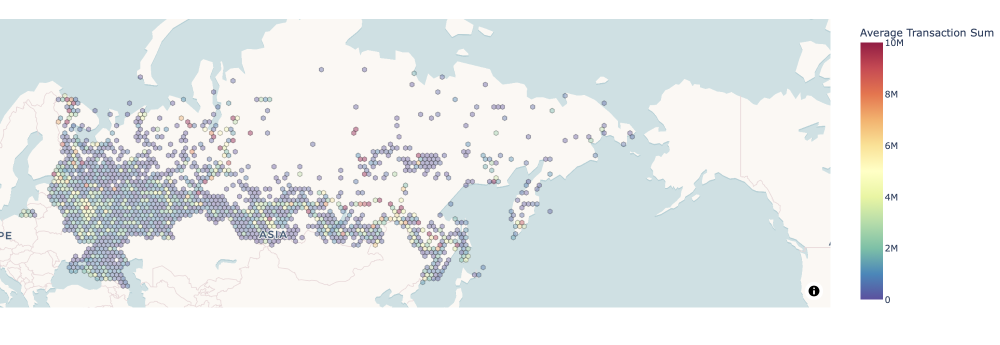 Average Transaction Sum
10M
8M
6M
4M
2M
0
PE
ASIA